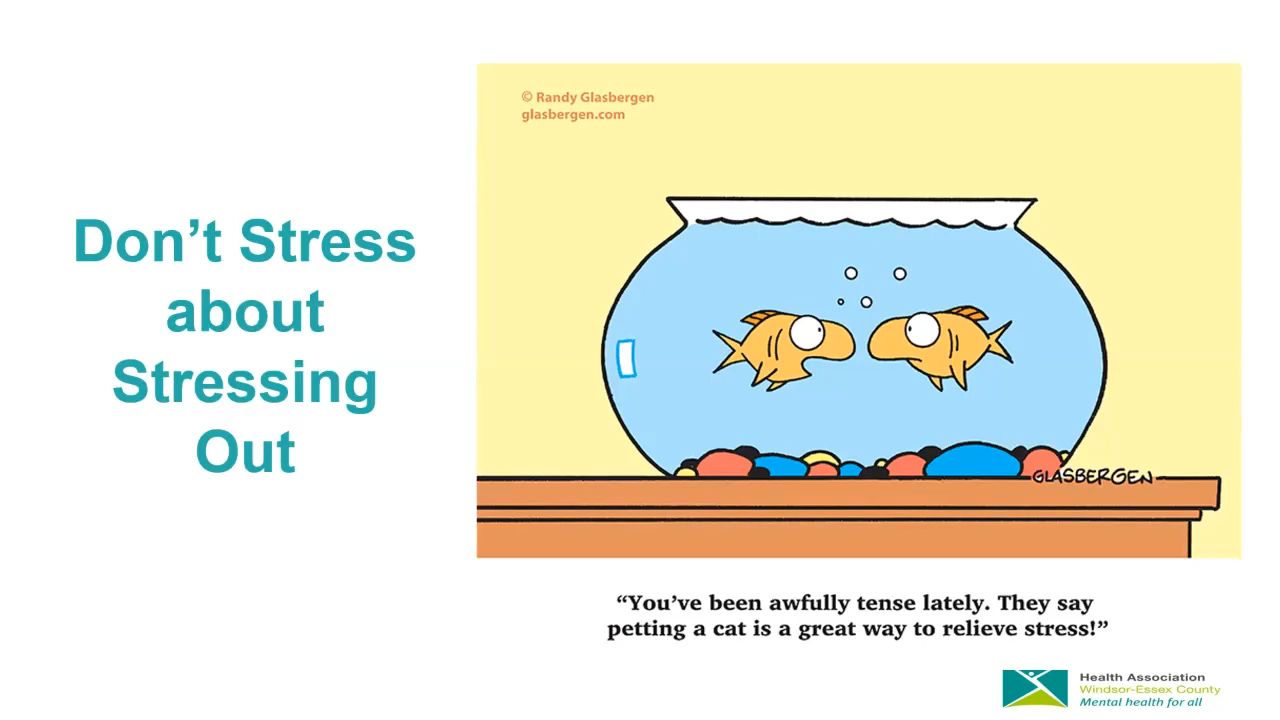 Don’t Stress
about
Stressing
Out
© Randy Glasbergen
glasbergen.com
GLASBERGEN
“You’ve been awfully tense lately. They say
petting a cat is a great way to relieve stress!”
Health Association
Windsor-Essex County
Mental health for all